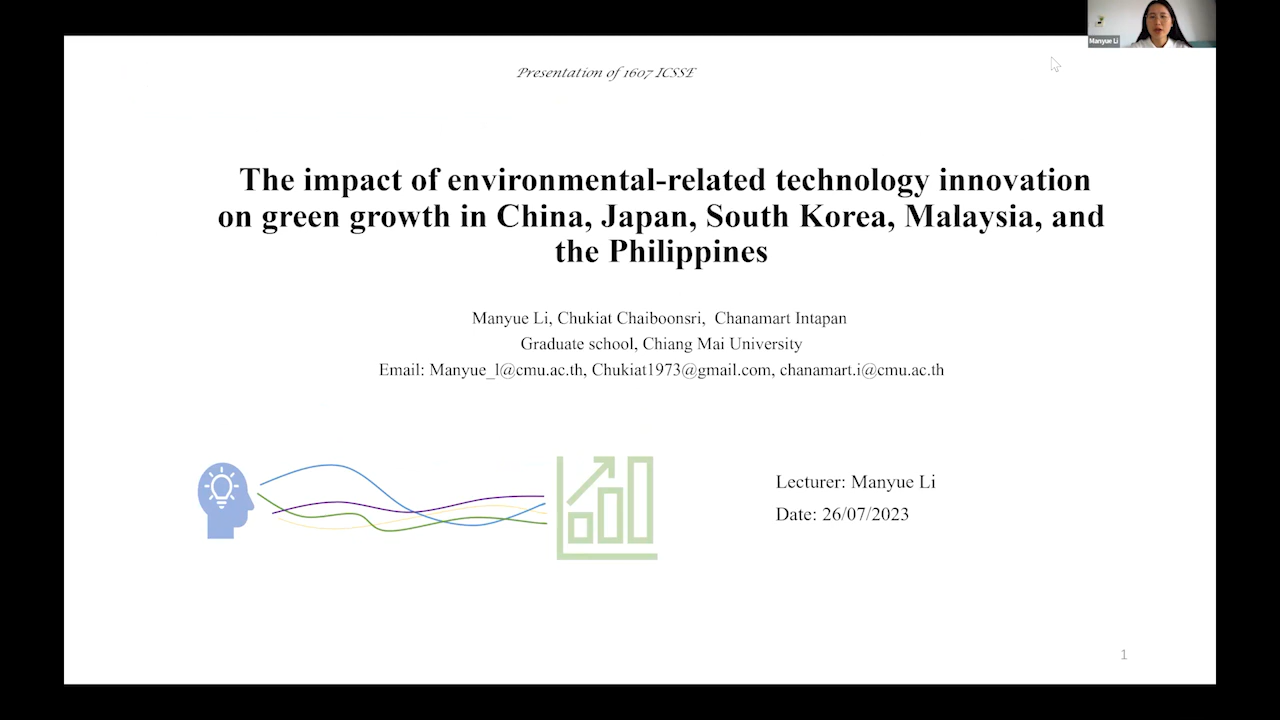 Manyue Li
Presentation of 1607 ICSSE
The impact of environmental-related technology innovation
on green growth in China, Japan, South Korea, Malaysia, and
the Philippines
Manyue Li, Chukiat Chaiboonsri, Chanamart Intapan
Graduate school, Chiang Mai University
Email: Manyue_l@cmu.ac.th, Chukiat1973@gmail.com, chanamart.i@cmu.ac.th
Lecturer: Manyue Li
Date: 26/07/2023
1